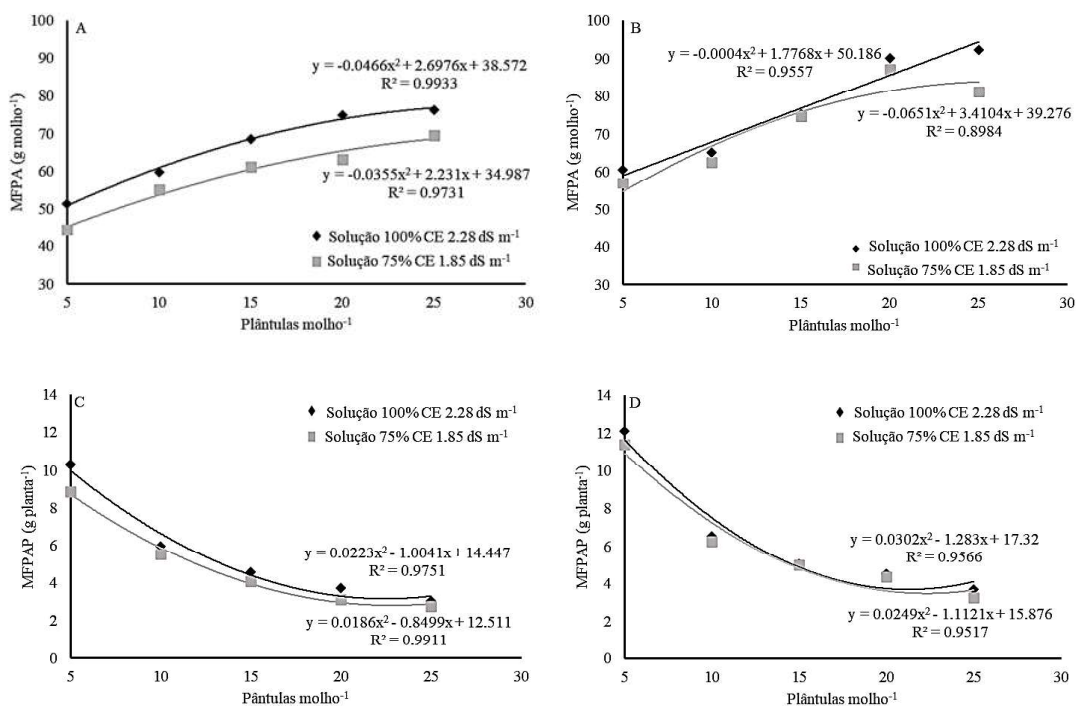 A
100
90
80
70
60
50
40
30
MFPA (g molho⁻¹)
y = -0.0466x² + 2.6976x + 38.572
R² = 0.9933
y = -0.0355x² + 2.231x + 34.987
R² = 0.9731
Solução 100% CE 2.28 dS m⁻¹
Solução 75% CE 1.85 dS m⁻¹
5 10 15 20 25 30
Plântulas molho⁻¹
B
100
90
80
70
60
50
40
30
MFPA (g molho⁻¹)
y = -0.0004x² + 1.7768x + 50.186
R² = 0.9557
y = -0.0651x² + 3.4104x + 39.276
R² = 0.8984
Solução 100% CE 2.28 dS m⁻¹
Solução 75% CE 1.85 dS m⁻¹
5 10 15 20 25 30
Plântulas molho⁻¹
C
14
12
10
8
6
4
2
0
MFPAP (g planta⁻¹)
Solução 100% CE 2.28 dS m⁻¹
Solução 75% CE 1.85 dS m⁻¹
y = 0.0223x² - 1.0041x + 14.447
R² = 0.9751
y = 0.0186x² - 0.8499x + 12.511
R² = 0.9911
5 10 15 20 25 30
Pântulas molho⁻¹
D
14
12
10
8
6
4
2
0
MFPAP (g planta⁻¹)
Solução 100% CE 2.28 dS m⁻¹
Solução 75% CE 1.85 dS m⁻¹
y = 0.0302x² - 1.283x + 17.32
R² = 0.9566
y = 0.0249x² - 1.1121x + 15.876
R² = 0.9517
5 10 15 20 25 30
Plântulas molho⁻¹